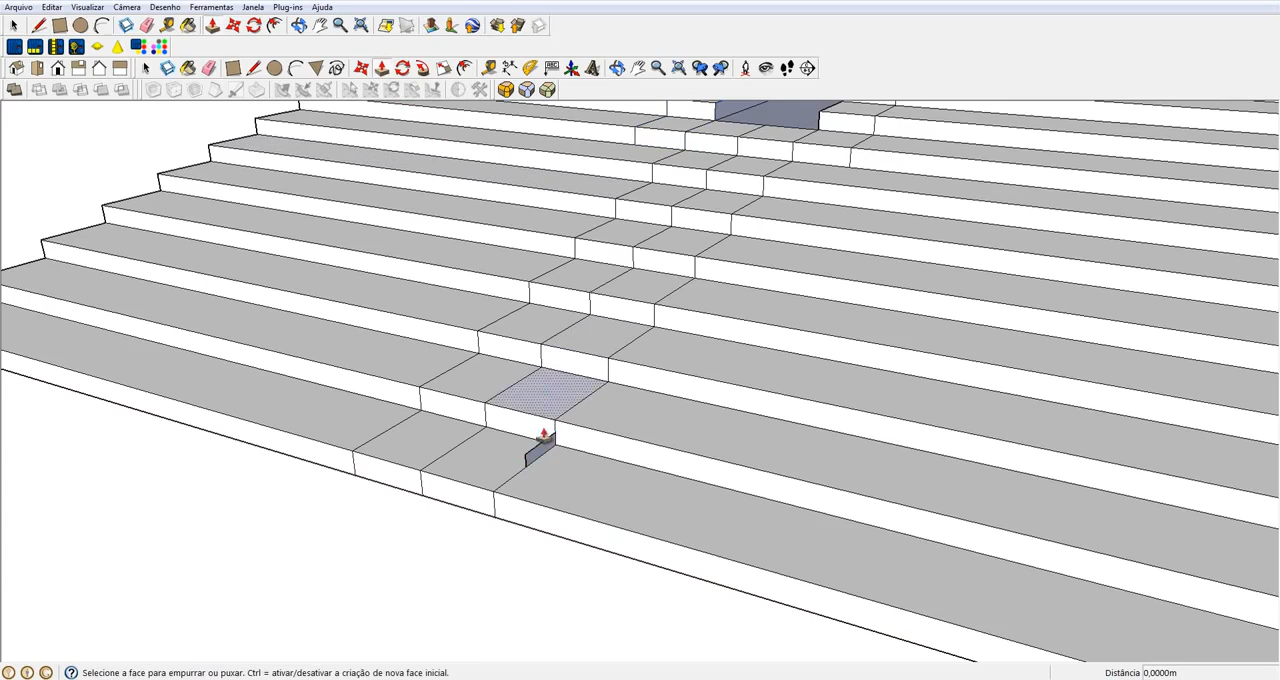 Arquivo Editar Visualizar Câmera Desenho Ferramentas Janela Plug-ins Ajuda
Selecione a face para empurrar ou puxar. Ctrl = ativar/desativar a criação de nova face inicial.
Distância 0,0000m